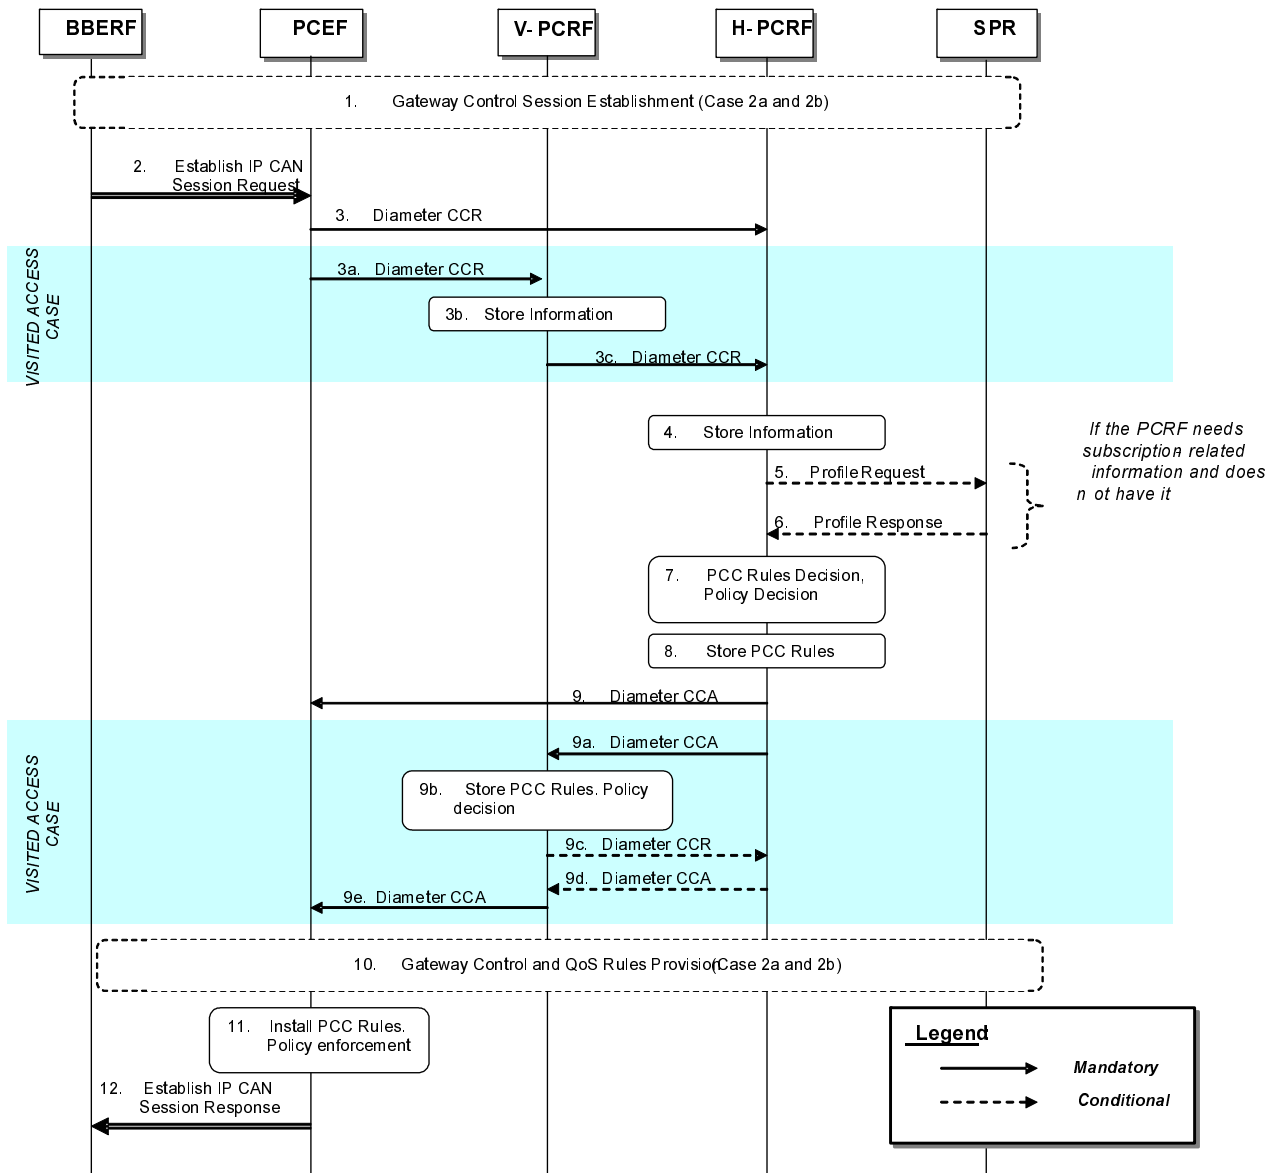 BBERF
PCEF
V- PCRF
H- PCRF
SPR
1. Gateway Control Session Establishment (Case 2a and 2b)
2. Establish IP CAN
Session Request
3. Diameter CCR
VISITED ACCESS
CASE
3a. Diameter CCR
3b. Store Information
3c. Diameter CCR
4. Store Information
If the PCRF needs
subscription related
information and does
n ot have it
5. Profile Request
6. Profile Response
7. PCC Rules Decision,
Policy Decision
8. Store PCC Rules
9. Diameter CCA
VISITED ACCESS
CASE
9a. Diameter CCA
9b. Store PCC Rules. Policy
decision
9c. Diameter CCR
9d. Diameter CCA
9e. Diameter CCA
10. Gateway Control and QoS Rules Provision (Case 2a and 2b)
11. Install PCC Rules.
Policy enforcement
12. Establish IP CAN
Session Response
Legend:
Mandatory
Conditional